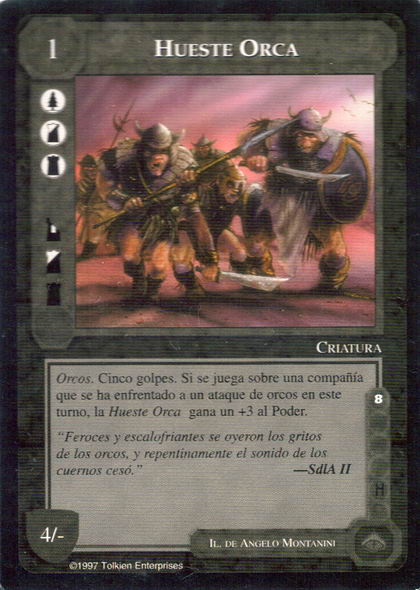 1
HUESTE ORCA
CRIATURA
Orcos. Cinco golpes. Si se juega sobre una compañía
que se ha enfrentado a un ataque de orcos en este
turno, la Hueste Orca gana un +3 al Poder.
8
“Feroces y escalofriantes se oyeron los gritos
de los orcos, y repentinamente el sonido de los
cuernos cesó.” —SdlA II
H
4/-
IL. DE ANGELO MONTANINI
©1997 Tolkien Enterprises